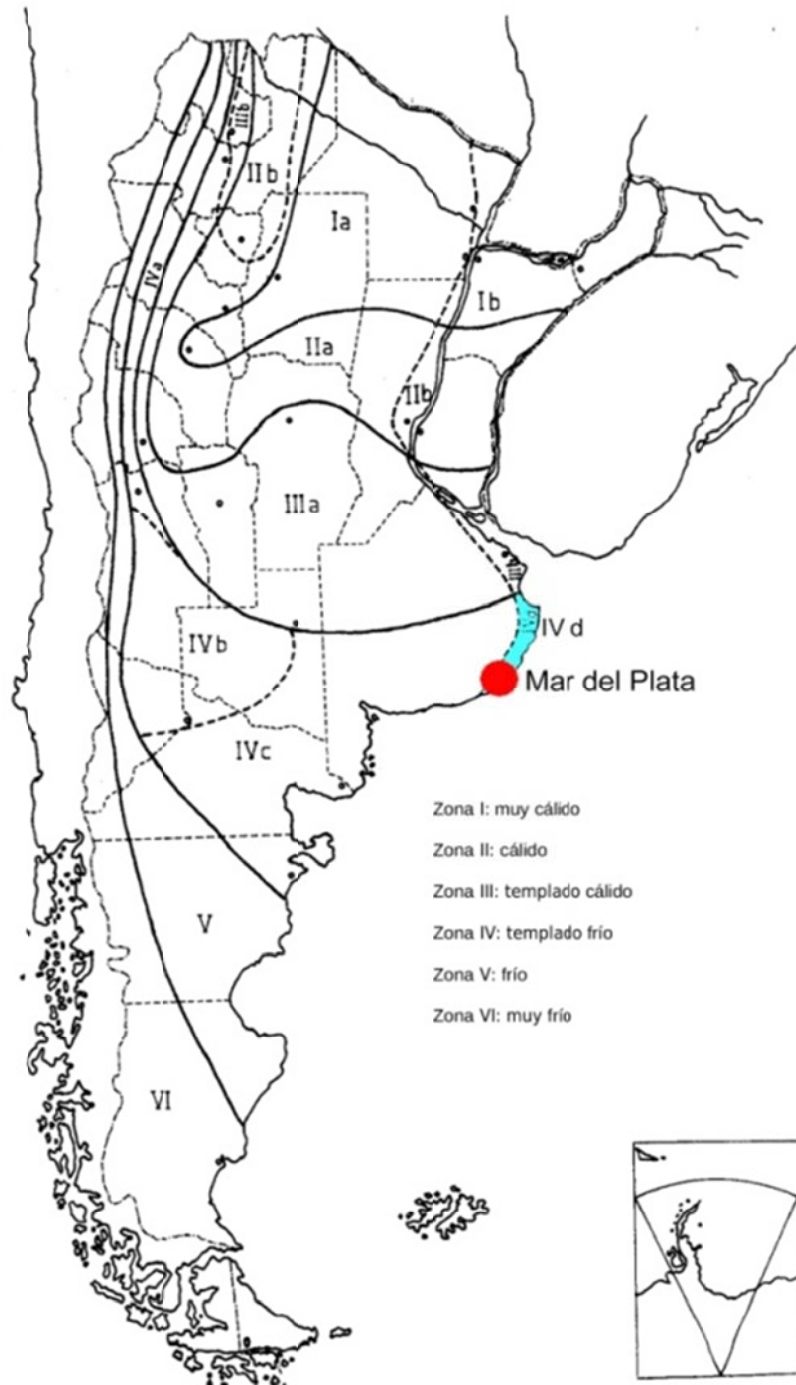 IIIb
IIb
Ia
IVa
Ib
IIa
IIb
IIIa
IVb
IVd
Mar del Plata
IVc
Zona I: muy cálido
Zona II: cálido
Zona III: templado cálido
Zona IV: templado frío
V
Zona V: frío
Zona VI: muy frío
VI